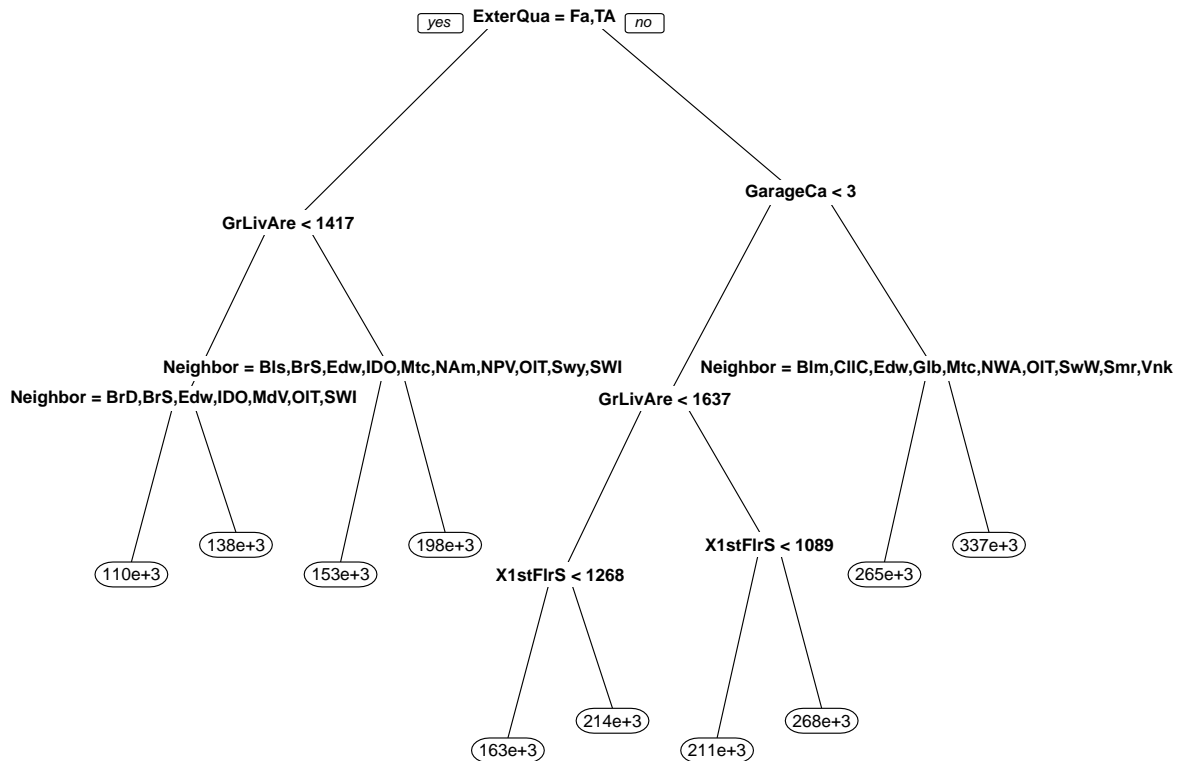 yes ExterQua = Fa,TA no
GarageCa < 3
GrLivAre < 1417
Neighbor = Bls,BrS,Edw,IDO,Mtc,NAm,NPV,OIT,Swy,SWI
Neighbor = Blm,CllC,Edw,Glb,Mtc,NWA,OIT,SwW,Smr,Vnk
Neighbor = BrD,BrS,Edw,IDO,MdV,OIT,SWI
GrLivAre < 1637
138e+3
198e+3
X1stFlrS < 1089
337e+3
110e+3
153e+3
X1stFlrS < 1268
265e+3
214e+3
268e+3
163e+3
211e+3